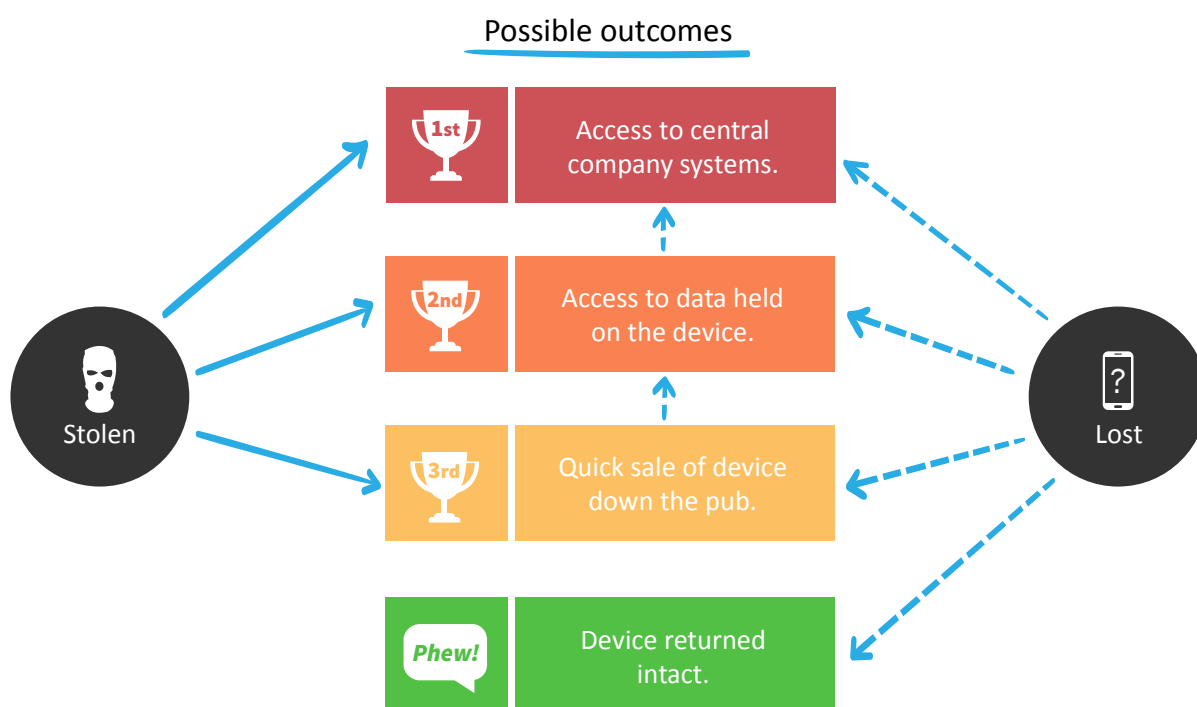 Possible outcomes
1st
Access to central
company systems.
2nd
Access to data held
on the device.
Stolen
?
Lost
3rd
Quick sale of device
down the pub.
Phew!
Device returned
intact.